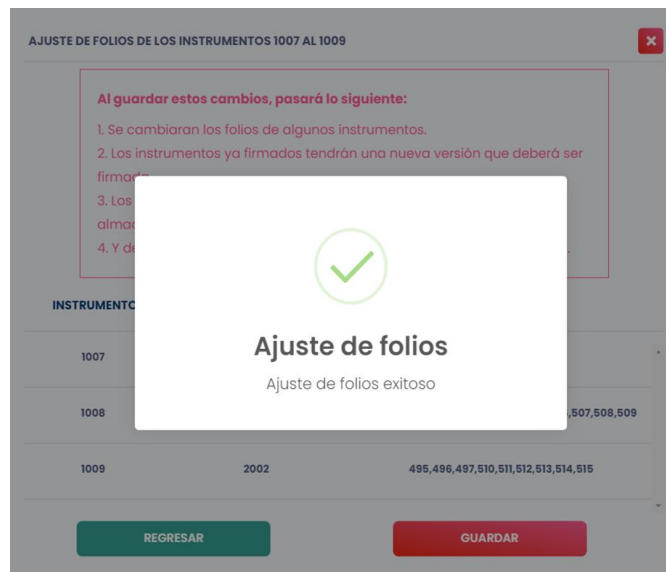 AJUSTE DE FOLIOS DE LOS INSTRUMENTOS 1007 AL 1009
Al guardar estos cambios, pasará lo siguiente:
1. Se cambiaran los folios de algunos instrumentos.
2. Los instrumentos ya firmados tendrán una nueva versión que deberá ser
firmada
3. Los
4. Y
Ajuste de folios
Ajuste de folios exitoso
1007
1008 ,507,508,509
1009 2002 495,496,497,510,511,512,513,514,515
REGRESAR GUARDAR